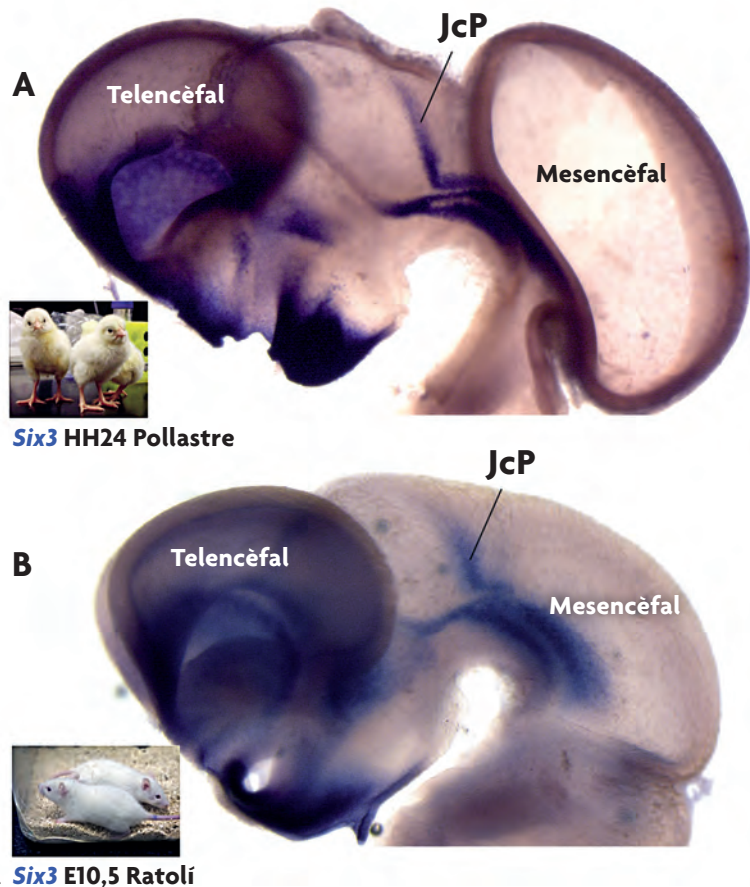 JcP
A
Telencèfal
Mesencèfal
Six3 HH24 Pollastre
JcP
B
Telencèfal
Mesencèfal
Six3 E10,5 Ratolí